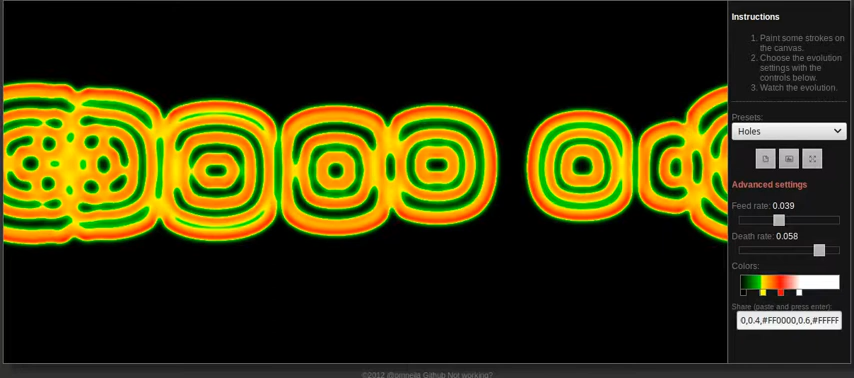 Instructions
1. Paint some strokes on
the canvas.
2. Choose the evolution
settings with the
controls below.
3. Watch the evolution.
Presets:
Holes
Advanced settings
Feed rate: 0.039
Death rate: 0.058
Colors:
Share (paste and press enter):
0,0.4,#FF0000,0.6,#FFFFF
©2012 @pmneila Github Not working?